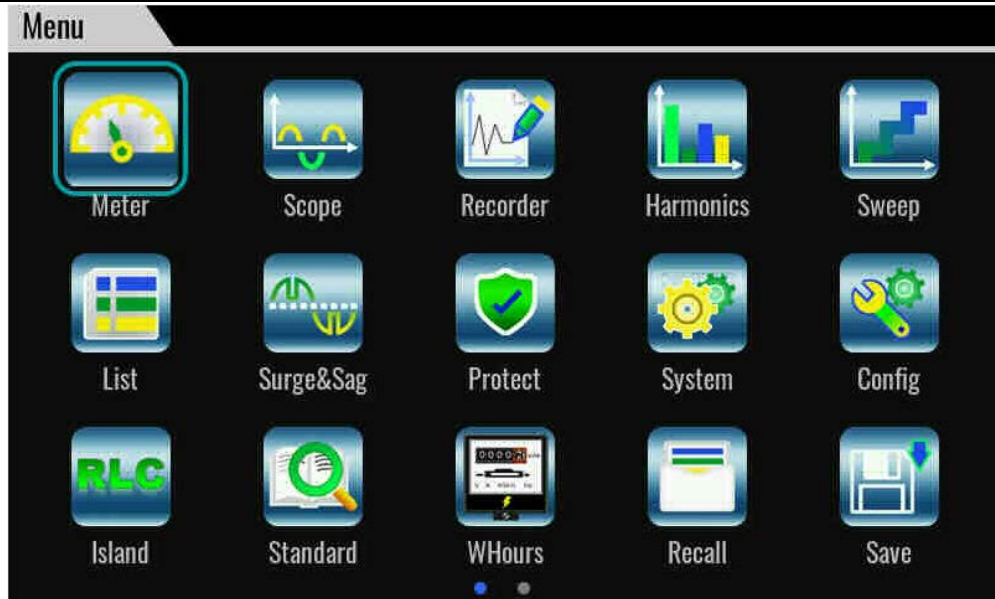 Menu
Meter Scope Recorder Harmonics Sweep
List Surge&Sag Protect System Config
RLC
Island Standard WHours Recall Save